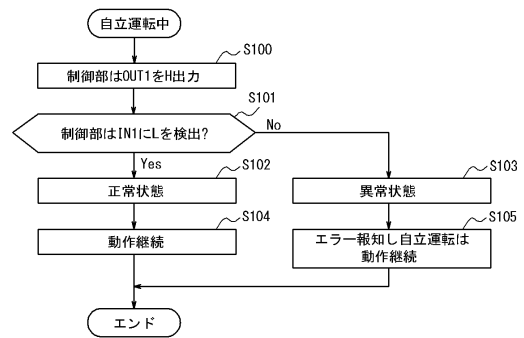 自立運転中
S100
制御部はOUT1をH出力
S101
制御部はIN1にLを検出?
No
Yes
S102
正常状態
S103
異常状態
S104
動作継続
S105
エラー報知し自立運転は
動作継続
エンド